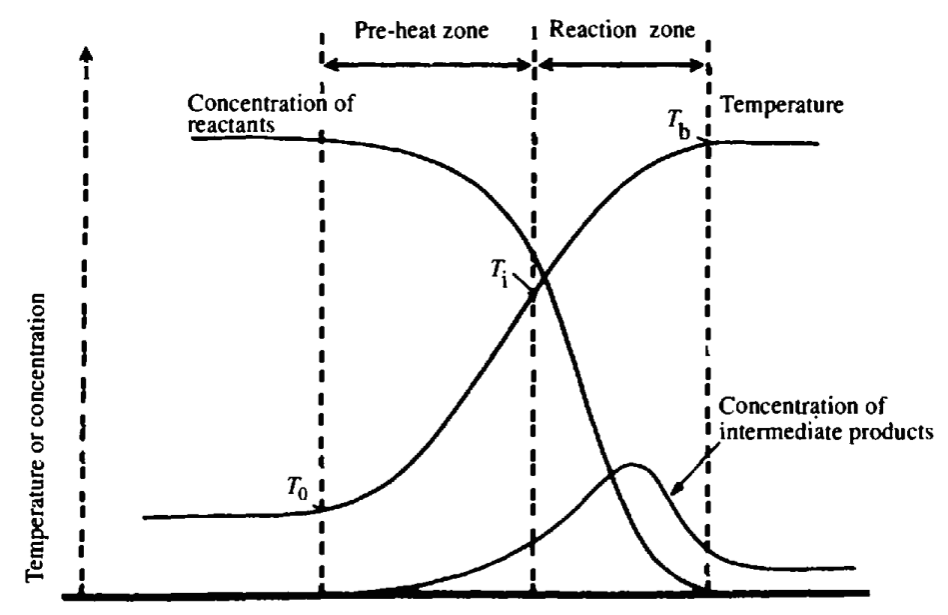 Pre-heat zone
Reaction zone
Concentration of
reactants
Temperature
T_b
T_i
Concentration of
intermediate products
T_0
Temperature or concentration